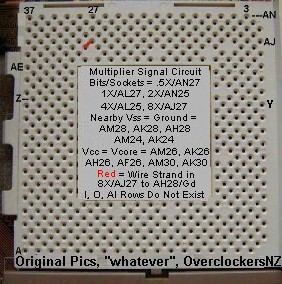 37 27 3
---AN
AJ
AE
Z--
Y
A
Multiplier Signal Circuit
Bits/Sockets = .5X/AN27
1X/AL27, 2X/AN25
4X/AL25, 8X/AJ27
Nearby Vss = Ground =
AM28, AK28, AH28
AM24, AK24
Vcc = Vcore = AM26, AK26
AH26, AF26, AM30, AK30
Red = Wire Strand in
8X/AJ27 to AH28/Gd
I, O, AI Rows Do Not Exist
Original Pics, "whatever", OverclockersNZ